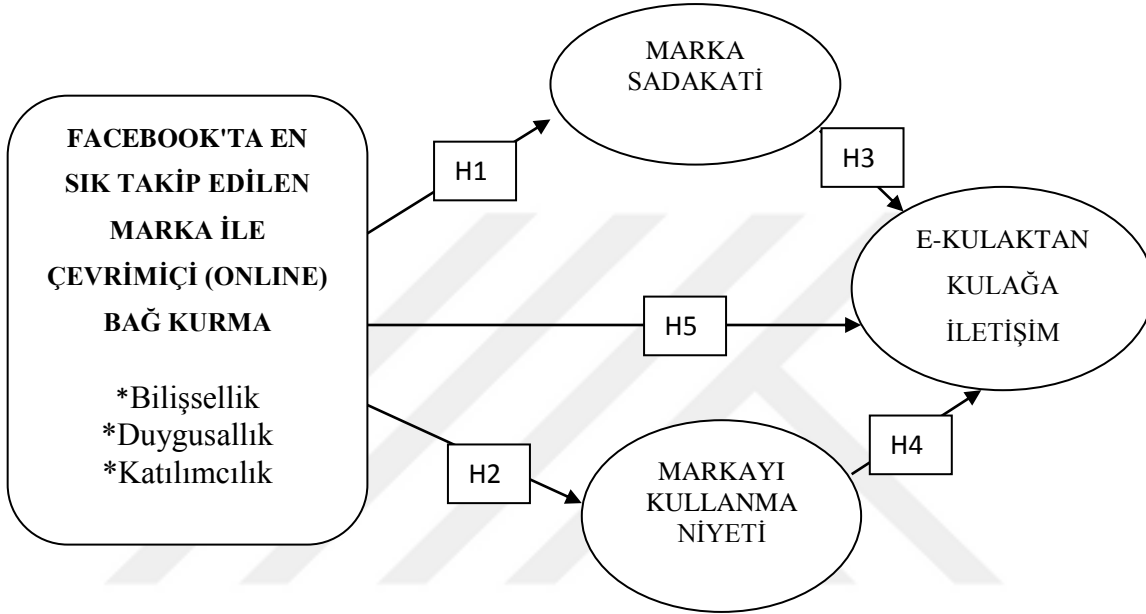 FACEBOOK'TA EN
SIK TAKİP EDİLEN
MARKA İLE
ÇEVRİMİÇİ (ONLINE)
BAĞ KURMA
*Bilişsellik
*Duygusallık
*Katılımcılık
H1
H5
H2
MARKA
SADAKATİ
MARKAYI
KULLANMA
NİYETİ
H3
H4
E-KULAKTAN
KULAĞA
İLETİŞİM